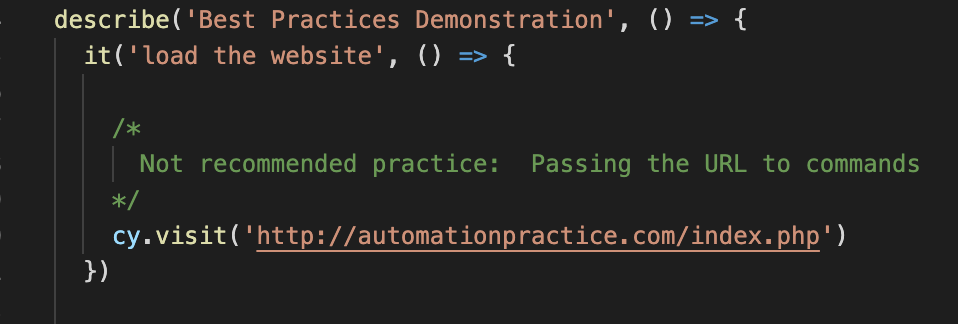 describe('Best Practices Demonstration', () => {
it('load the website', () => {
/*
Not recommended practice:  Passing the URL to commands
*/
cy.visit('http://automationpractice.com/index.php')
})